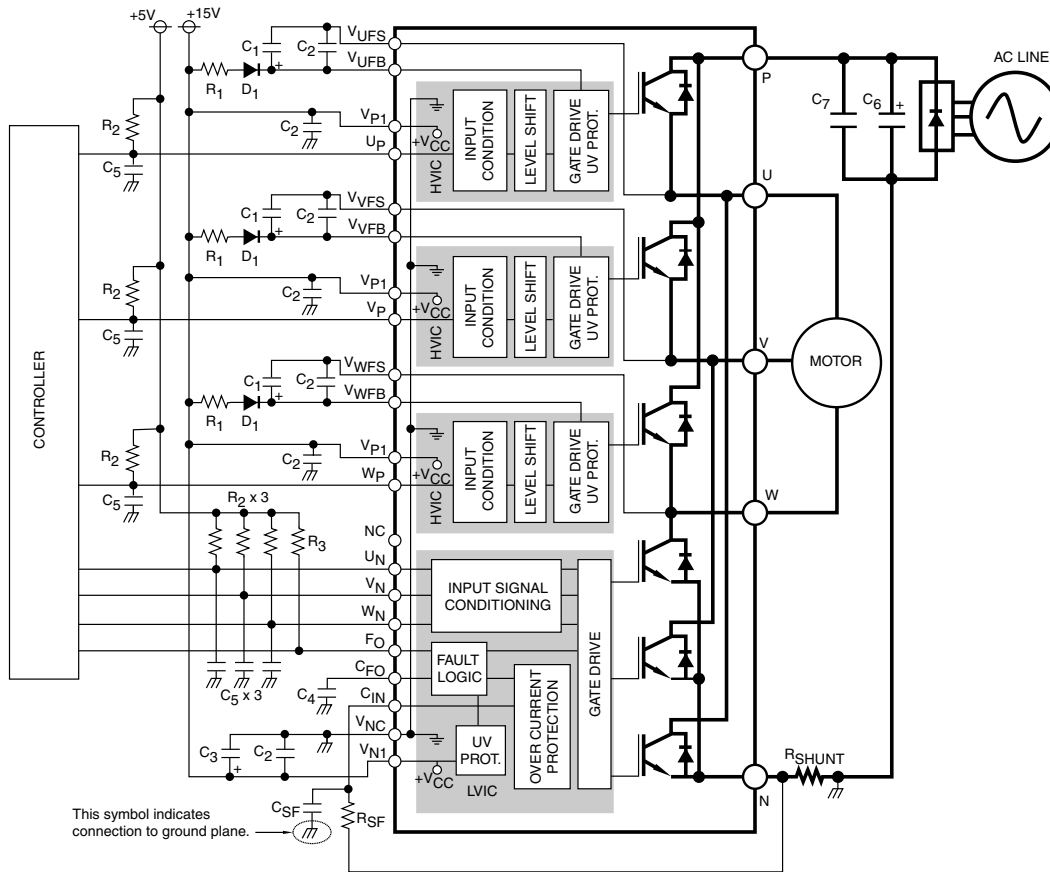 +5V
+15V
C1
+
C2
VUFS
VUFB
R1
D1
C2
VP1
UP
R2
C5
+VCC
HVIC
INPUT CONDITION
LEVEL SHIFT
GATE DRIVE UV PROT.
P
C7
C6
+
AC LINE
U
C1
+
C2
VVFS
VVFB
R1
D1
C2
VP1
VP
R2
C5
+VCC
HVIC
INPUT CONDITION
LEVEL SHIFT
GATE DRIVE UV PROT.
V
MOTOR
CONTROLLER
C1
+
C2
VWFS
VWFB
R1
D1
C2
VP1
WP
R2
C5
+VCC
HVIC
INPUT CONDITION
LEVEL SHIFT
GATE DRIVE UV PROT.
W
R2 x 3
R3
NC
UN
VN
WN
FO
CFO
CIN
VNC
VN1
C5 x 3
C4
C3
+
C2
INPUT SIGNAL
CONDITIONING
FAULT
LOGIC
UV
PROT.
+VCC
LVIC
OVER CURRENT
PROTECTION
GATE DRIVE
RSHUNT
N
CSF
RSF
This symbol indicates
connection to ground plane.